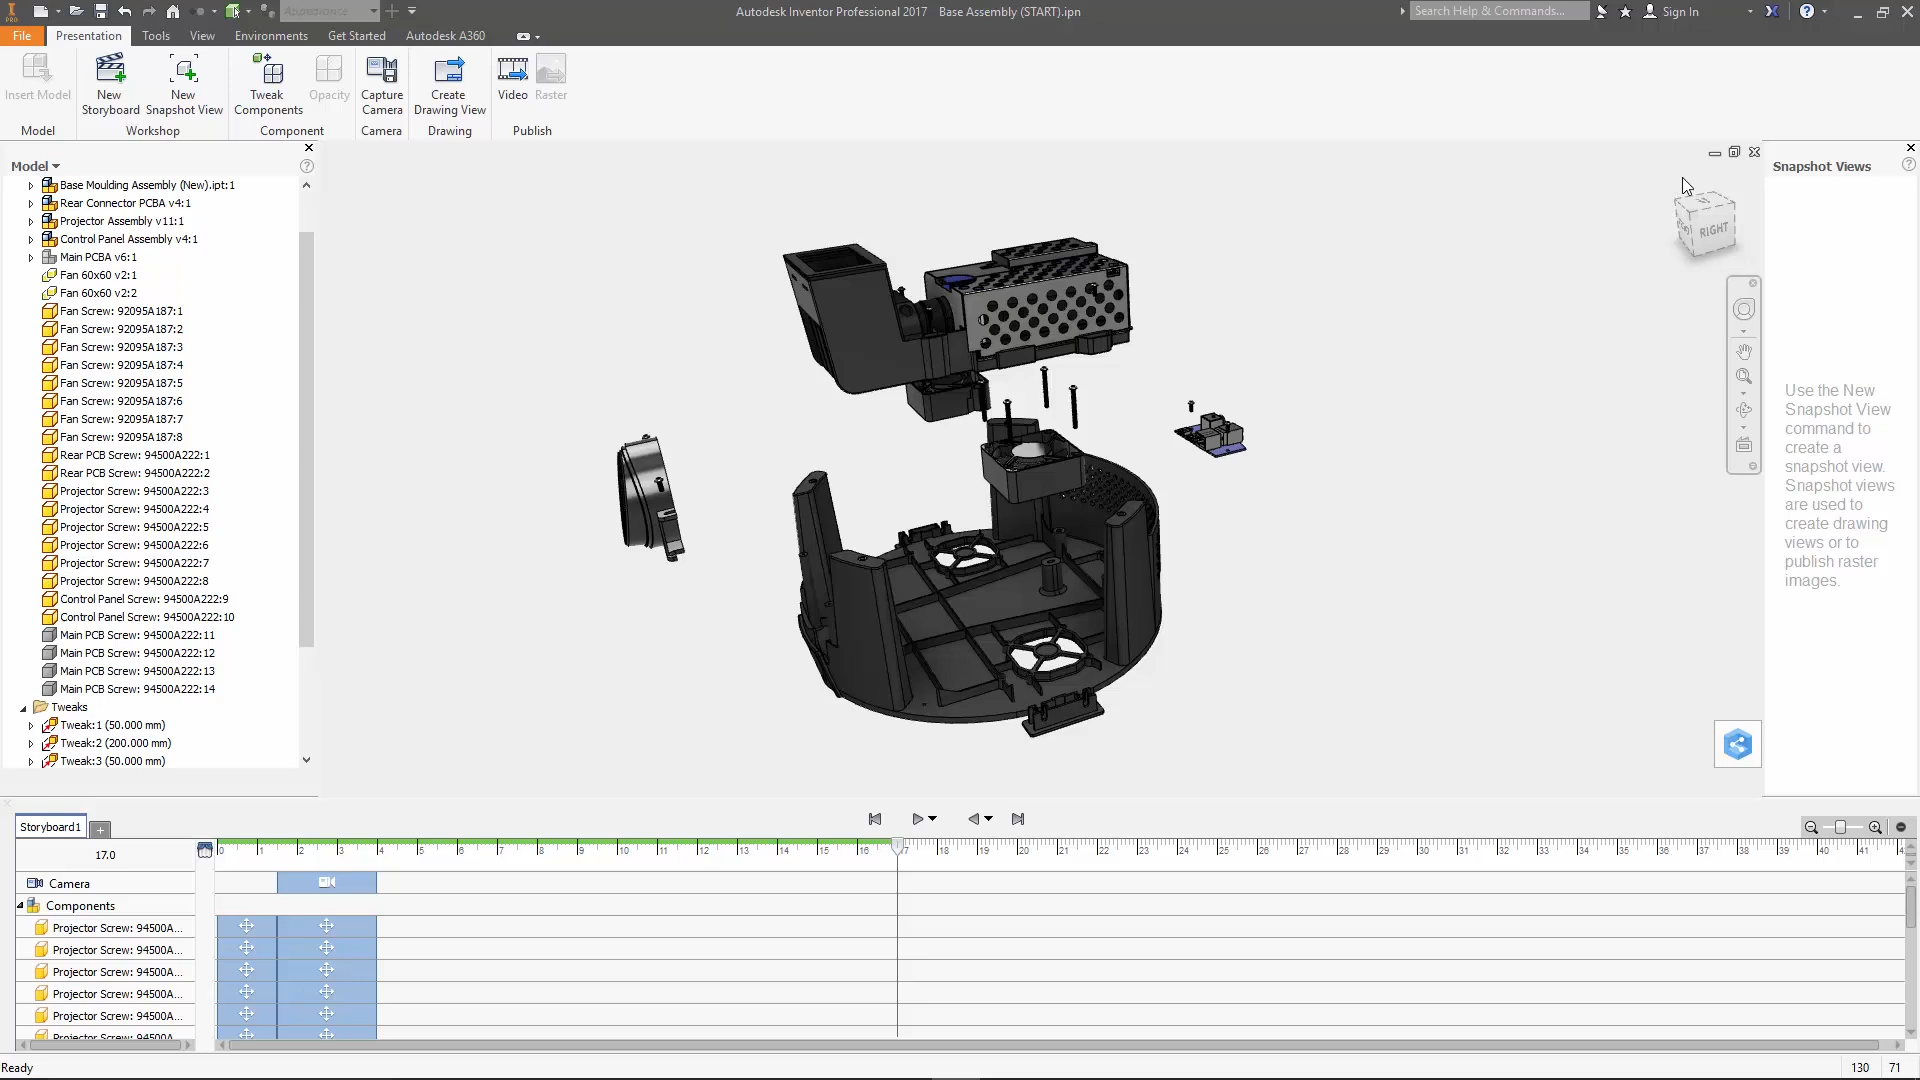 PRO
Appearance
Autodesk Inventor Professional 2017 Base Assembly (START).ipn
Search Help & Commands...
Sign In
File
Presentation
Tools
View
Environments
Get Started
Autodesk A360
Insert Model
New
Storyboard
New
Snapshot View
Tweak
Components
Opacity
Capture
Camera
Create
Drawing View
Video
Raster
Model
Workshop
Component
Camera
Drawing
Publish
Model
Base Moulding Assembly (New).ipt:1
Rear Connector PCBA v4:1
Projector Assembly v11:1
Control Panel Assembly v4:1
Main PCBA v6:1
Fan 60x60 v2:1
Fan 60x60 v2:2
Fan Screw: 92095A187:1
Fan Screw: 92095A187:2
Fan Screw: 92095A187:3
Fan Screw: 92095A187:4
Fan Screw: 92095A187:5
Fan Screw: 92095A187:6
Fan Screw: 92095A187:7
Fan Screw: 92095A187:8
Rear PCB Screw: 94500A222:1
Rear PCB Screw: 94500A222:2
Projector Screw: 94500A222:3
Projector Screw: 94500A222:4
Projector Screw: 94500A222:5
Projector Screw: 94500A222:6
Projector Screw: 94500A222:7
Projector Screw: 94500A222:8
Control Panel Screw: 94500A222:9
Control Panel Screw: 94500A222:10
Main PCB Screw: 94500A222:11
Main PCB Screw: 94500A222:12
Main PCB Screw: 94500A222:13
Main PCB Screw: 94500A222:14
Tweaks
Tweak:1 (50.000 mm)
Tweak:2 (200.000 mm)
Tweak:3 (50.000 mm)
RIGHT
Snapshot Views
Use the New
Snapshot View
command to
create a
snapshot view.
Snapshot views
are used to
create drawing
views or to
publish raster
images.
Storyboard1
17.0
0 1 2 3 4 5 6 7 8 9 10 11 12 13 14 15 16 17 18 19 20 21 22 23 24 25 26 27 28 29 30 31 32 33 34 35 36 37 38 39 40 41
Camera
Components
Projector Screw: 94500A...
Projector Screw: 94500A...
Projector Screw: 94500A...
Projector Screw: 94500A...
Projector Screw: 94500A...
Projector Screw: 94500A...
Ready
130
71